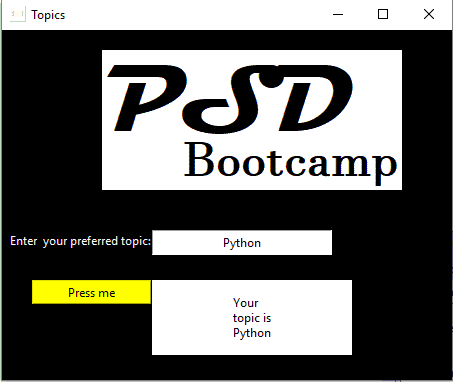 Topics
PSD
Bootcamp
Enter  your preferred topic:
Python
Press me
Your
topic is
Python